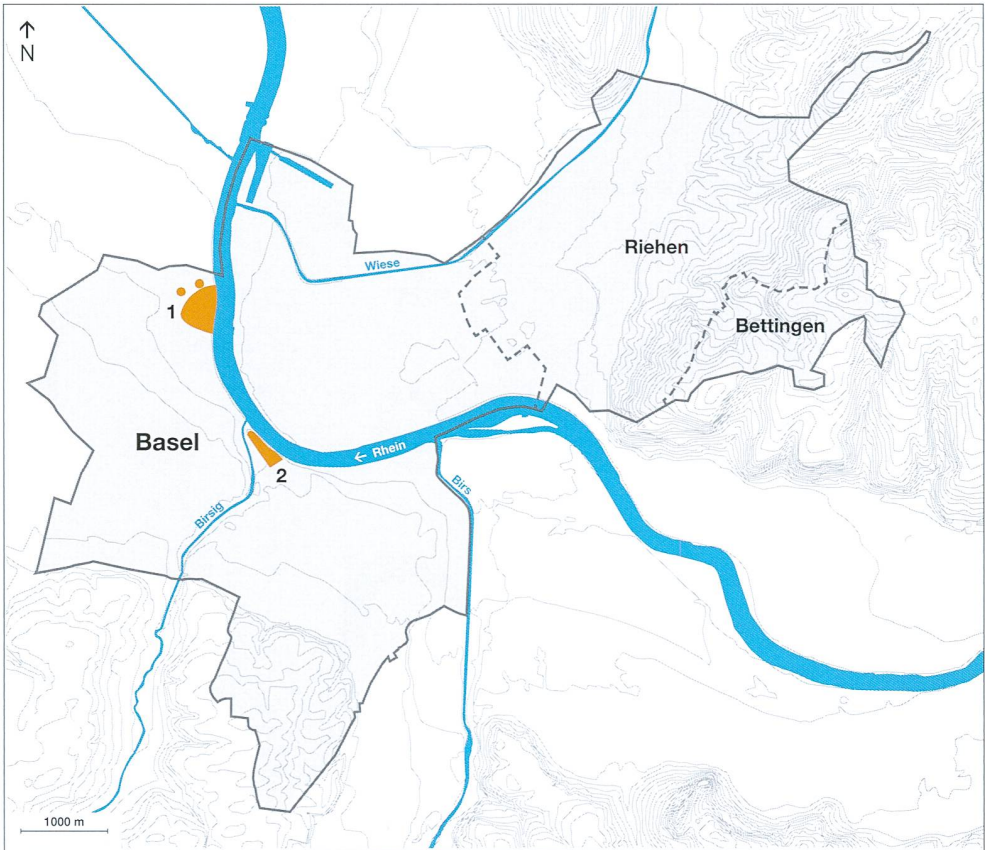 N
Riehen
Wiese
1
Bettingen
Basel
← Rhein
2
Birs
Birsig
1000 m